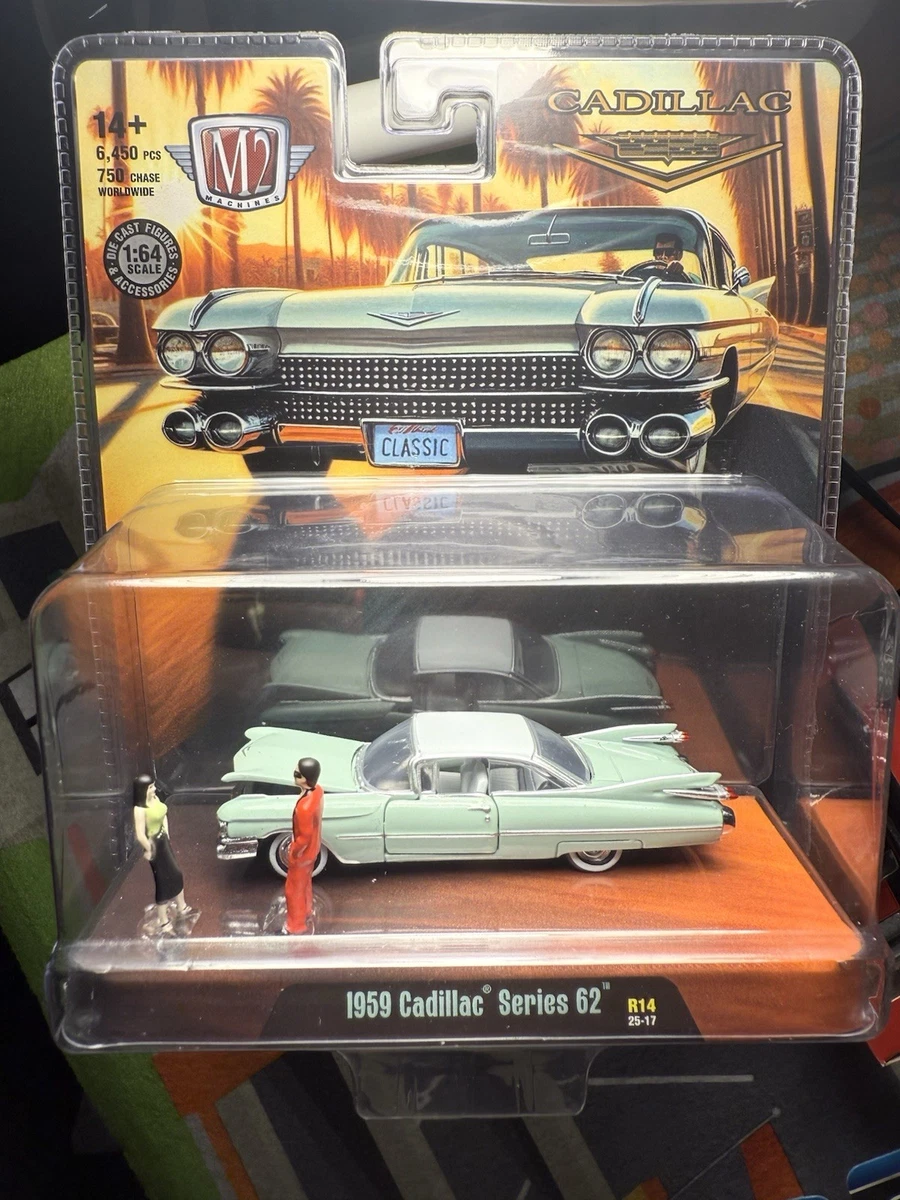 14+
6,450 PCS
750 CHASE
WORLDWIDE
M2
MACHINES
CADILLAC
DIE CAST FIGURES
1:64
SCALE
& ACCESSORIES
CLASSIC
1959 Cadillac® Series 62™
R14
25-17